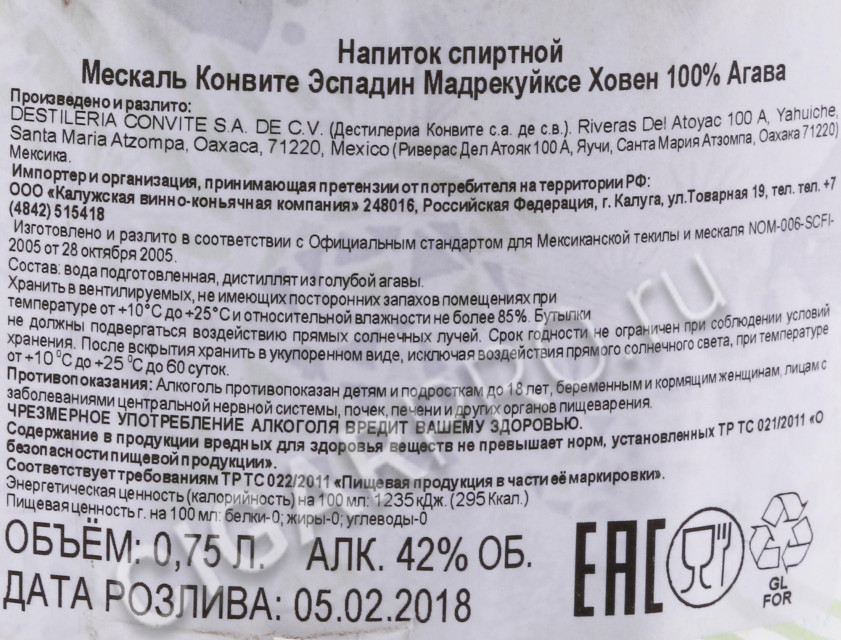 Напиток спиртной
Мескаль Конвите Эспадин Мадрекуйксе Ховен 100% Агава
Произведено и разлито:
DESTILERIA CONVITE S.A. DE C.V. (Дестилериа Конвите с.а. де с.в.). Riveras Del Atoyac 100 A, Yahuiche,
Santa Maria Atzompa, Oaxaca, 71220, Mexico (Риверас Дел Атояк 100 А, Яучи, Санта Мария Атзомпа, Оахака 71220)
Мексика.
Импортер и организация, принимающая претензии от потребителя на территории РФ:
ООО «Калужская винно-коньячная компания» 248016, Российская Федерация, г. Калуга, ул.Товарная 19, тел. тел. +7
(4842) 515418
Изготовлено и разлито в соответствии с Официальным стандартом для Мексиканской текилы и мескаля NOM-006-SCFI-
2005 от 28 октября 2005.
Состав: вода подготовленная, дистиллят из голубой агавы.
Хранить в вентилируемых, не имеющих посторонних запахов помещениях при
температуре от +10°С до +25°С и относительной влажности не более 85%. Бутылки
не должны подвергаться воздействию прямых солнечных лучей. Срок годности не ограничен при соблюдении условий
хранения. После вскрытия хранить в укупоренном виде, исключая воздействия прямого солнечного света, при температуре
от +10 °С до +25 °С до 60 суток.
Противопоказания: Алкоголь противопоказан детям и подросткам до 18 лет, беременным и кормящим женщинам, лицам с
заболеваниями центральной нервной системы, почек, печени и других органов пищеварения.
ЧРЕЗМЕРНОЕ УПОТРЕБЛЕНИЕ АЛКОГОЛЯ ВРЕДИТ ВАШЕМУ ЗДОРОВЬЮ.
Содержание в продукции вредных для здоровья веществ не превышает норм, установленных ТР ТС 021/2011 «О
безопасности пищевой продукции».
Соответствует требованиям ТР ТС 022/2011 «Пищевая продукция в части её маркировки».
Энергетическая ценность (калорийность) на 100 мл: 1235 кДж. (295 Ккал.)
Пищевая ценность г. на 100 мл: белки-0; жиры-0; углеводы-0
ОБЪЁМ: 0,75 Л. АЛК. 42% ОБ.
ДАТА РОЗЛИВА: 05.02.2018
EAC
GL
FOR
CIGARPRO.ru